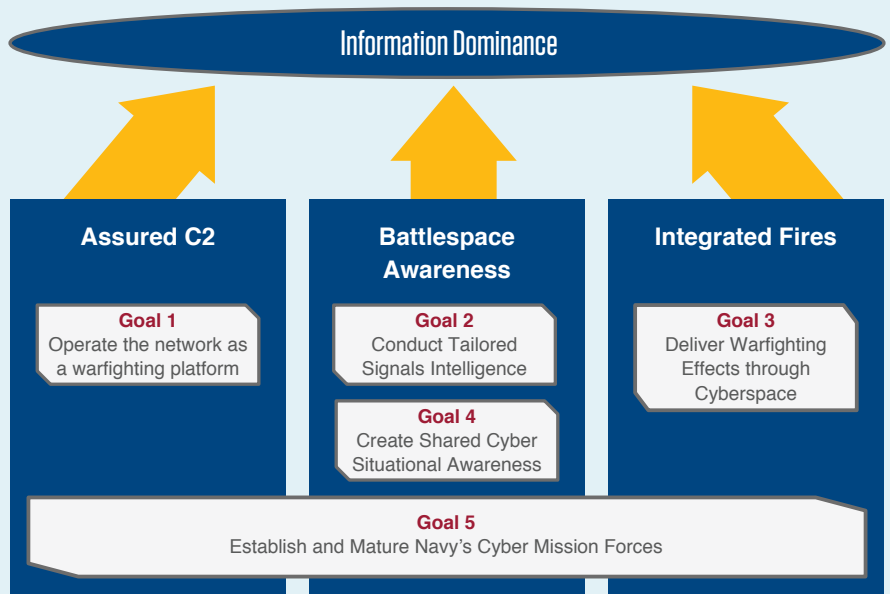 Information Dominance
Assured C2
Goal 1
Operate the network as
a warfighting platform
Battlespace
Awareness
Goal 2
Conduct Tailored
Signals Intelligence
Goal 4
Create Shared Cyber
Situational Awareness
Integrated Fires
Goal 3
Deliver Warfighting
Effects through
Cyberspace
Goal 5
Establish and Mature Navy's Cyber Mission Forces